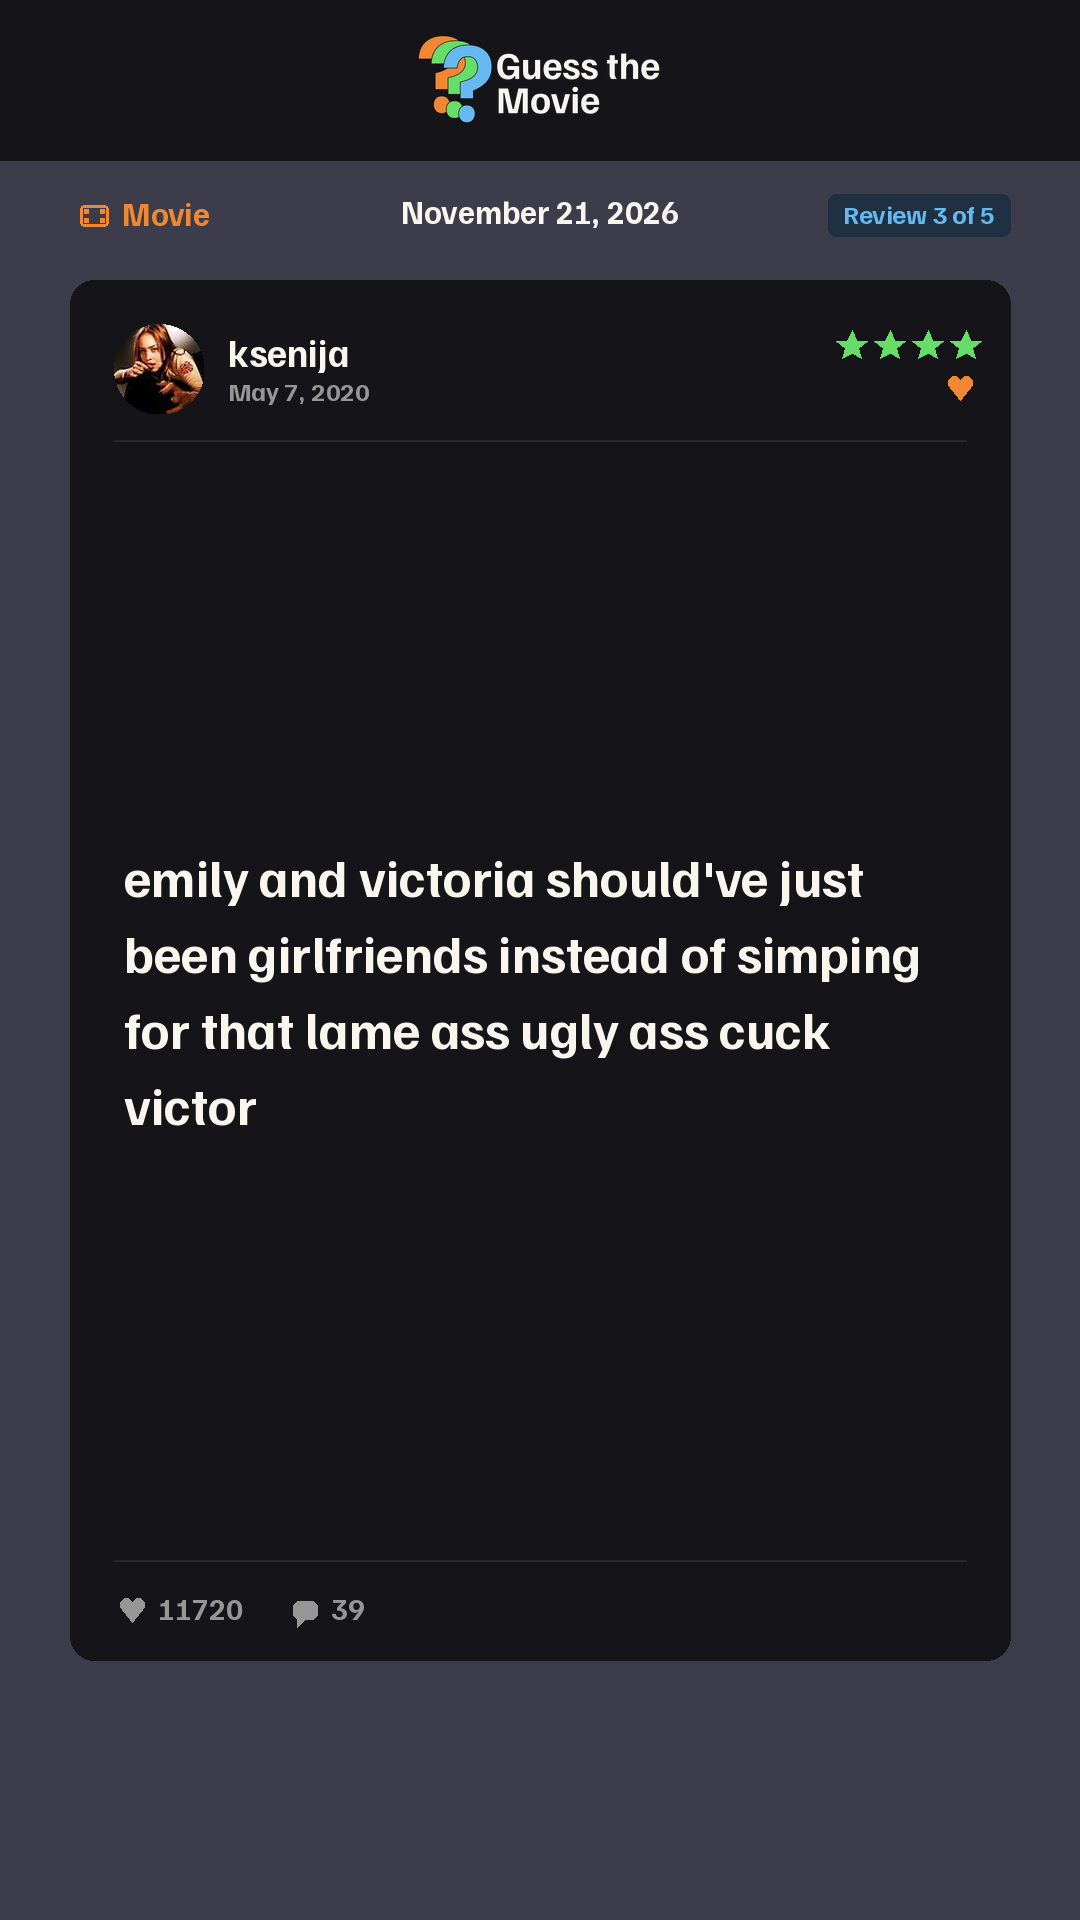 Guess the
Movie
Movie
November 21, 2026
Review 3 of 5
ksenija
May 7, 2020
emily and victoria should've just
been girlfriends instead of simping
for that lame ass ugly ass cuck
victor
11720
39